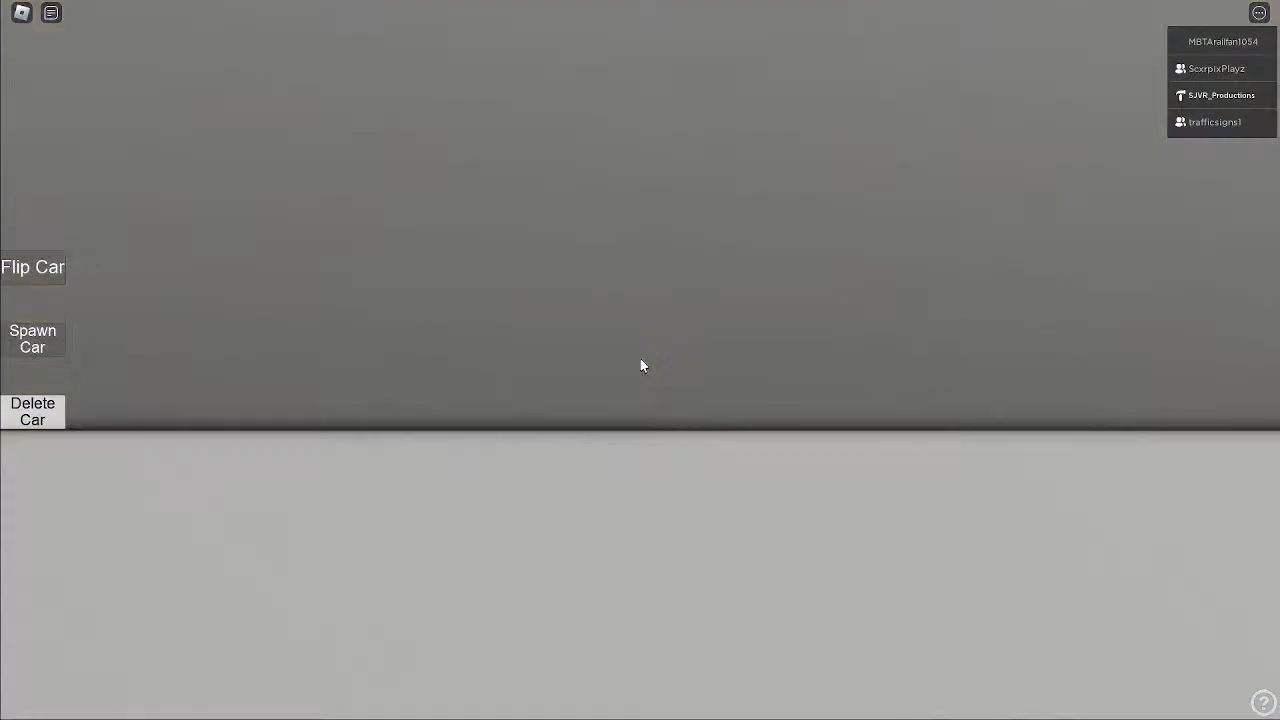 MBTArailfan1054
ScxrpixPlayz
SJVR_Productions
trafficsigns1
Flip Car
Spawn
Car
Delete
Car
?